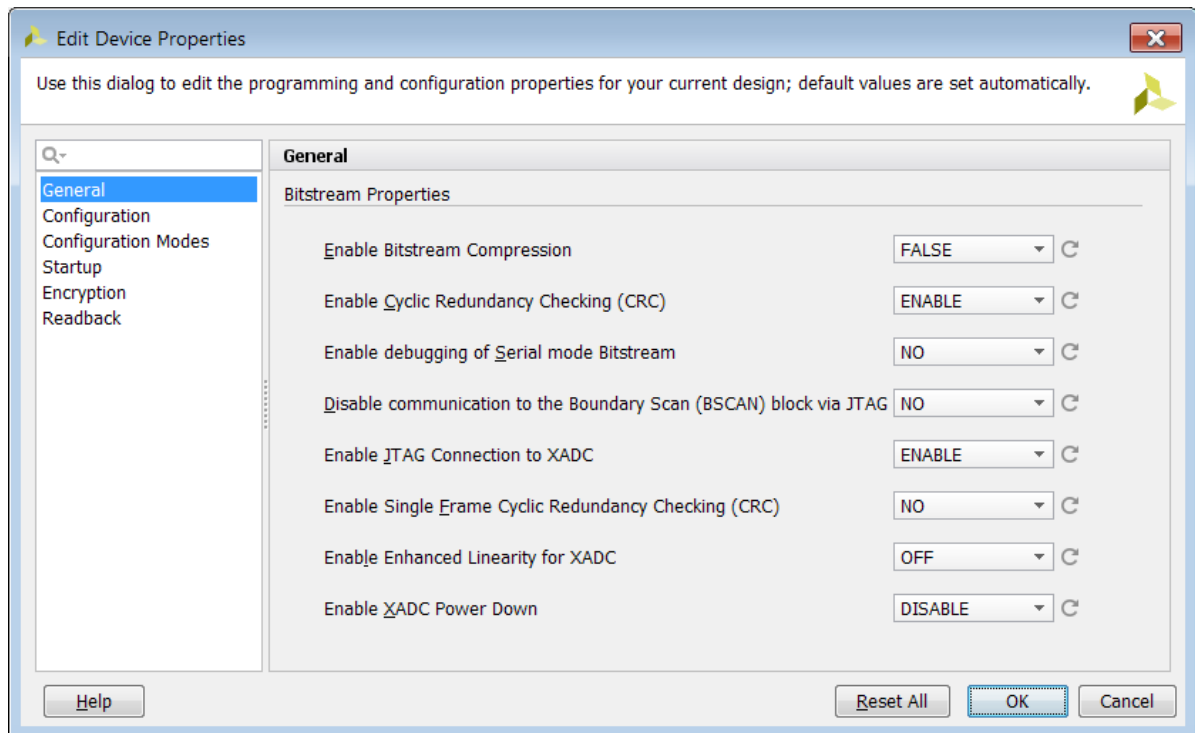 Edit Device Properties
Use this dialog to edit the programming and configuration properties for your current design; default values are set automatically.
General
Configuration
Configuration Modes
Startup
Encryption
Readback
General
Bitstream Properties
Enable Bitstream Compression FALSE
Enable Cyclic Redundancy Checking (CRC) ENABLE
Enable debugging of Serial mode Bitstream NO
Disable communication to the Boundary Scan (BSCAN) block via JTAG NO
Enable JTAG Connection to XADC ENABLE
Enable Single Frame Cyclic Redundancy Checking (CRC) NO
Enable Enhanced Linearity for XADC OFF
Enable XADC Power Down DISABLE
Help Reset All OK Cancel